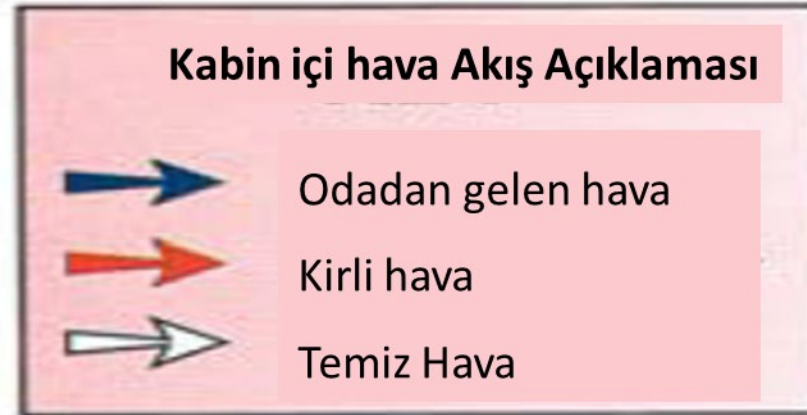 Kabin içi hava Akış Açıklaması
Odadan gelen hava
Kirli hava
Temiz Hava